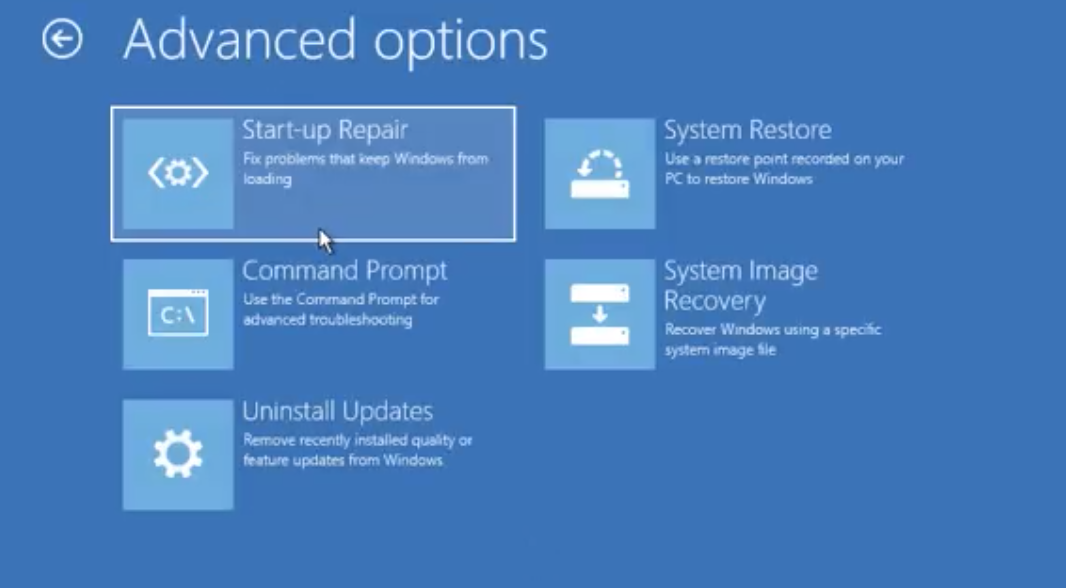 Advanced options
Start-up Repair
Fix problems that keep Windows from
loading
System Restore
Use a restore point recorded on your
PC to restore Windows
C:\
Command Prompt
Use the Command Prompt for
advanced troubleshooting
System Image
Recovery
Recover Windows using a specific
system image file
Uninstall Updates
Remove recently installed quality or
feature updates from Windows